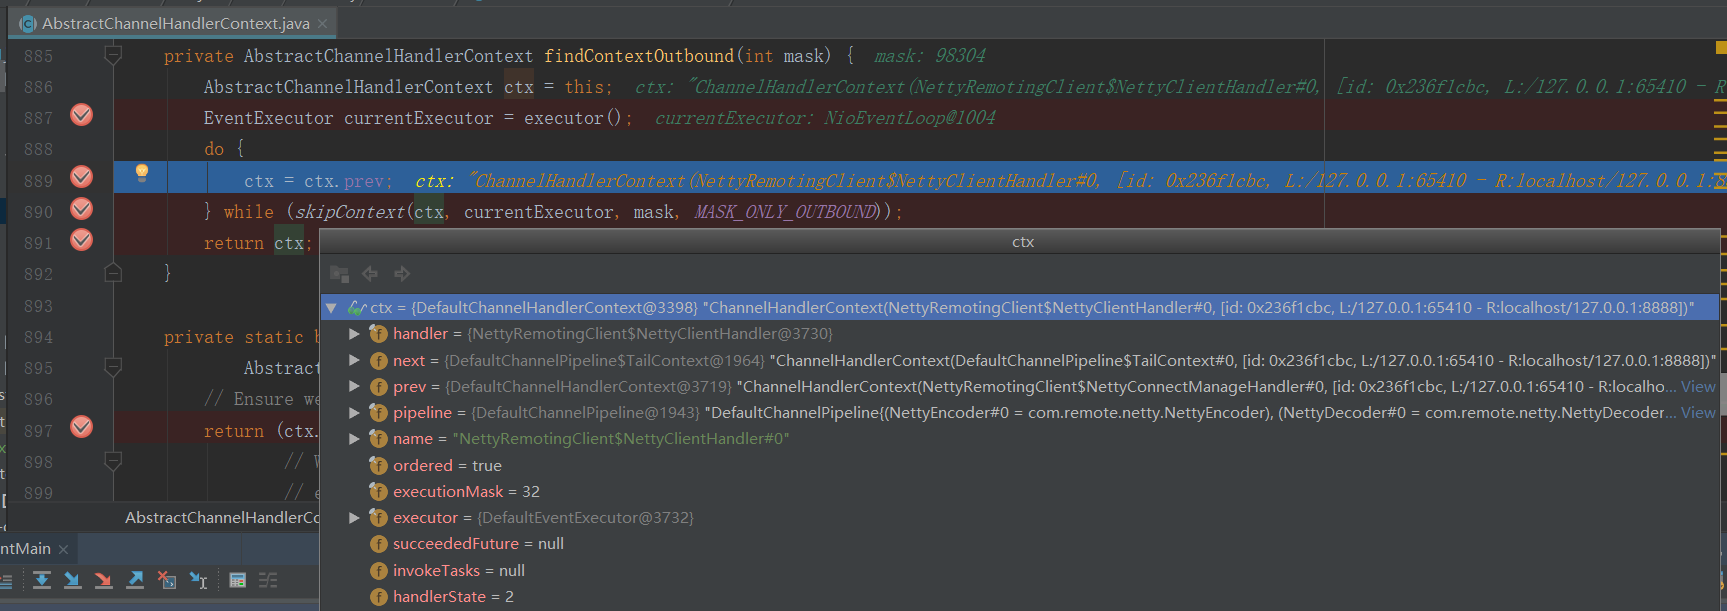 AbstractChannelHandlerContext.java ×
885 private AbstractChannelHandlerContext findContextOutbound(int mask) { mask: 98304
886 AbstractChannelHandlerContext ctx = this; ctx: "ChannelHandlerContext(NettyRemotingClient$NettyClientHandler#0, [id: 0x236f1cbc, L:/127.0.0.1:65410 - R
887 EventExecutor currentExecutor = executor(); currentExecutor: NioEventLoop@1004
888 do {
889 ctx = ctx.prev; ctx: "ChannelHandlerContext(NettyRemotingClient$NettyClientHandler#0, [id: 0x236f1cbc, L:/127.0.0.1:65410 - R:localhost/127.0.0.1:8
890 } while (skipContext(ctx, currentExecutor, mask, MASK_ONLY_OUTBOUND));
891 return ctx;
ctx
892 }
893
ctx = {DefaultChannelHandlerContext@3398} "ChannelHandlerContext(NettyRemotingClient$NettyClientHandler#0, [id: 0x236f1cbc, L:/127.0.0.1:65410 - R:localhost/127.0.0.1:8888])"
894 private static b
handler = {NettyRemotingClient$NettyClientHandler@3730}
895 Abstract
next = {DefaultChannelPipeline$TailContext@1964} "ChannelHandlerContext(DefaultChannelPipeline$TailContext#0, [id: 0x236f1cbc, L:/127.0.0.1:65410 - R:localhost/127.0.0.1:8888])"
896 // Ensure we
prev = {DefaultChannelHandlerContext@3719} "ChannelHandlerContext(NettyRemotingClient$NettyConnectManageHandler#0, [id: 0x236f1cbc, L:/127.0.0.1:65410 - R:localho... View
pipeline = {DefaultChannelPipeline@1943} "DefaultChannelPipeline{(NettyEncoder#0 = com.remote.netty.NettyEncoder), (NettyDecoder#0 = com.remote.netty.NettyDecoder... View
897 return (ctx.
name = "NettyRemotingClient$NettyClientHandler#0"
898 // W
ordered = true
899 // e
executionMask = 32
AbstractChannelHandlerCo
executor = {DefaultEventExecutor@3732}
ntMain ×
succeededFuture = null
invokeTasks = null
handlerState = 2